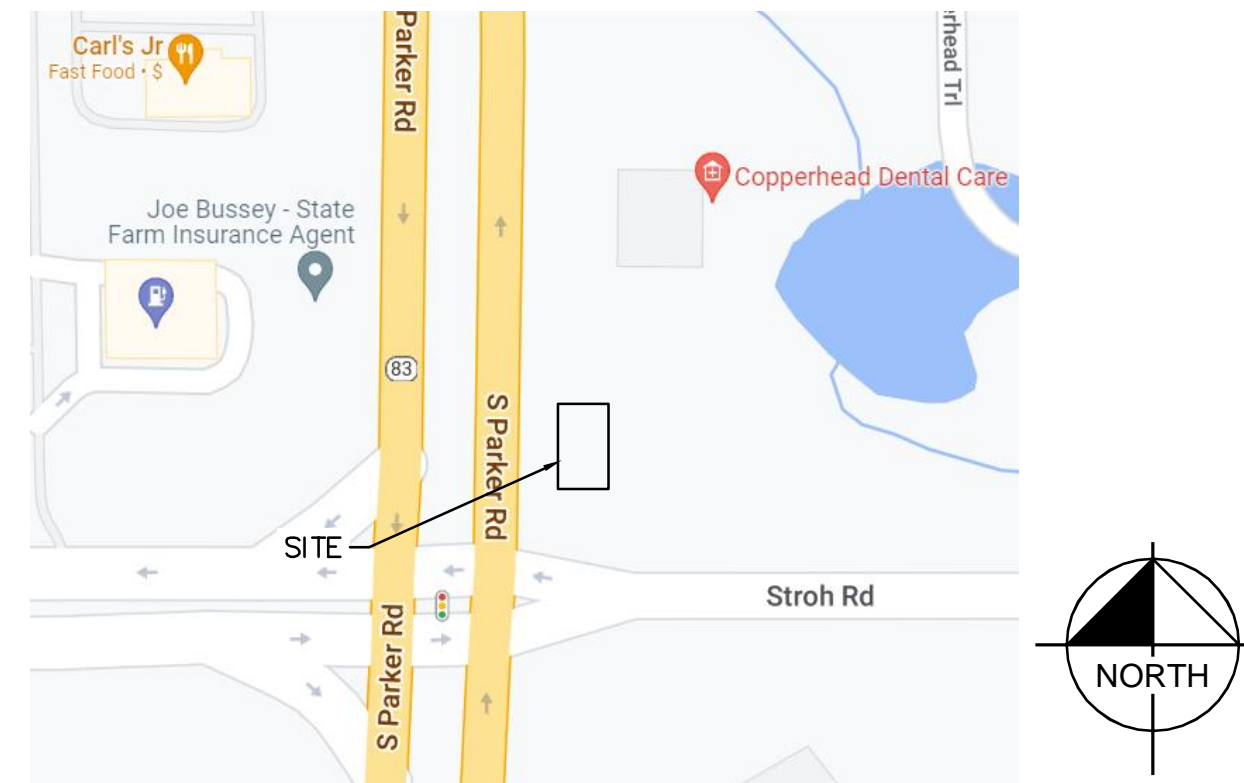 Carl's Jr
Fast Food · $
Parker Rd
rhead Trl
Copperhead Dental Care
Joe Bussey - State
Farm Insurance Agent
83
S Parker Rd
SITE
Stroh Rd
S Parker Rd
NORTH